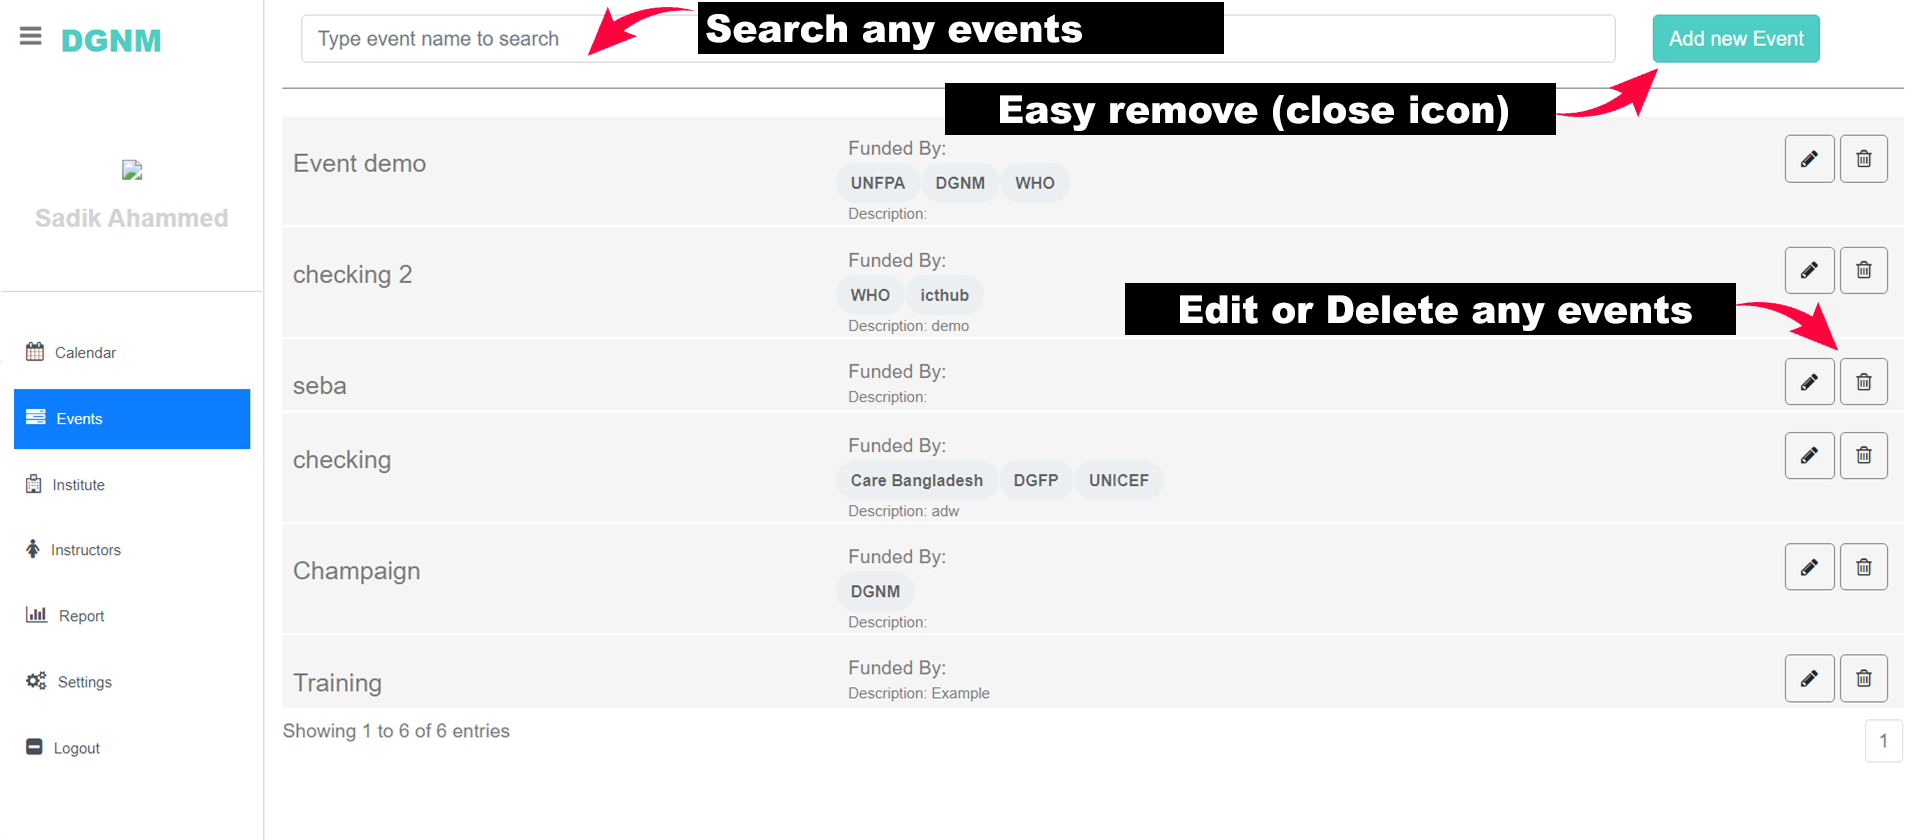 DGNM
Sadik Ahammed
Calendar
Events
Institute
Instructors
Report
Settings
Logout
Type event name to search
Search any events
Add new Event
Easy remove (close icon)
Event demo
Funded By:
UNFPA DGNM WHO
Description:
checking 2
Funded By:
WHO icthub
Description: demo
Edit or Delete any events
seba
Funded By:
Description:
checking
Funded By:
Care Bangladesh DGFP UNICEF
Description: adw
Champaign
Funded By:
DGNM
Description:
Training
Funded By:
Description: Example
Showing 1 to 6 of 6 entries
1